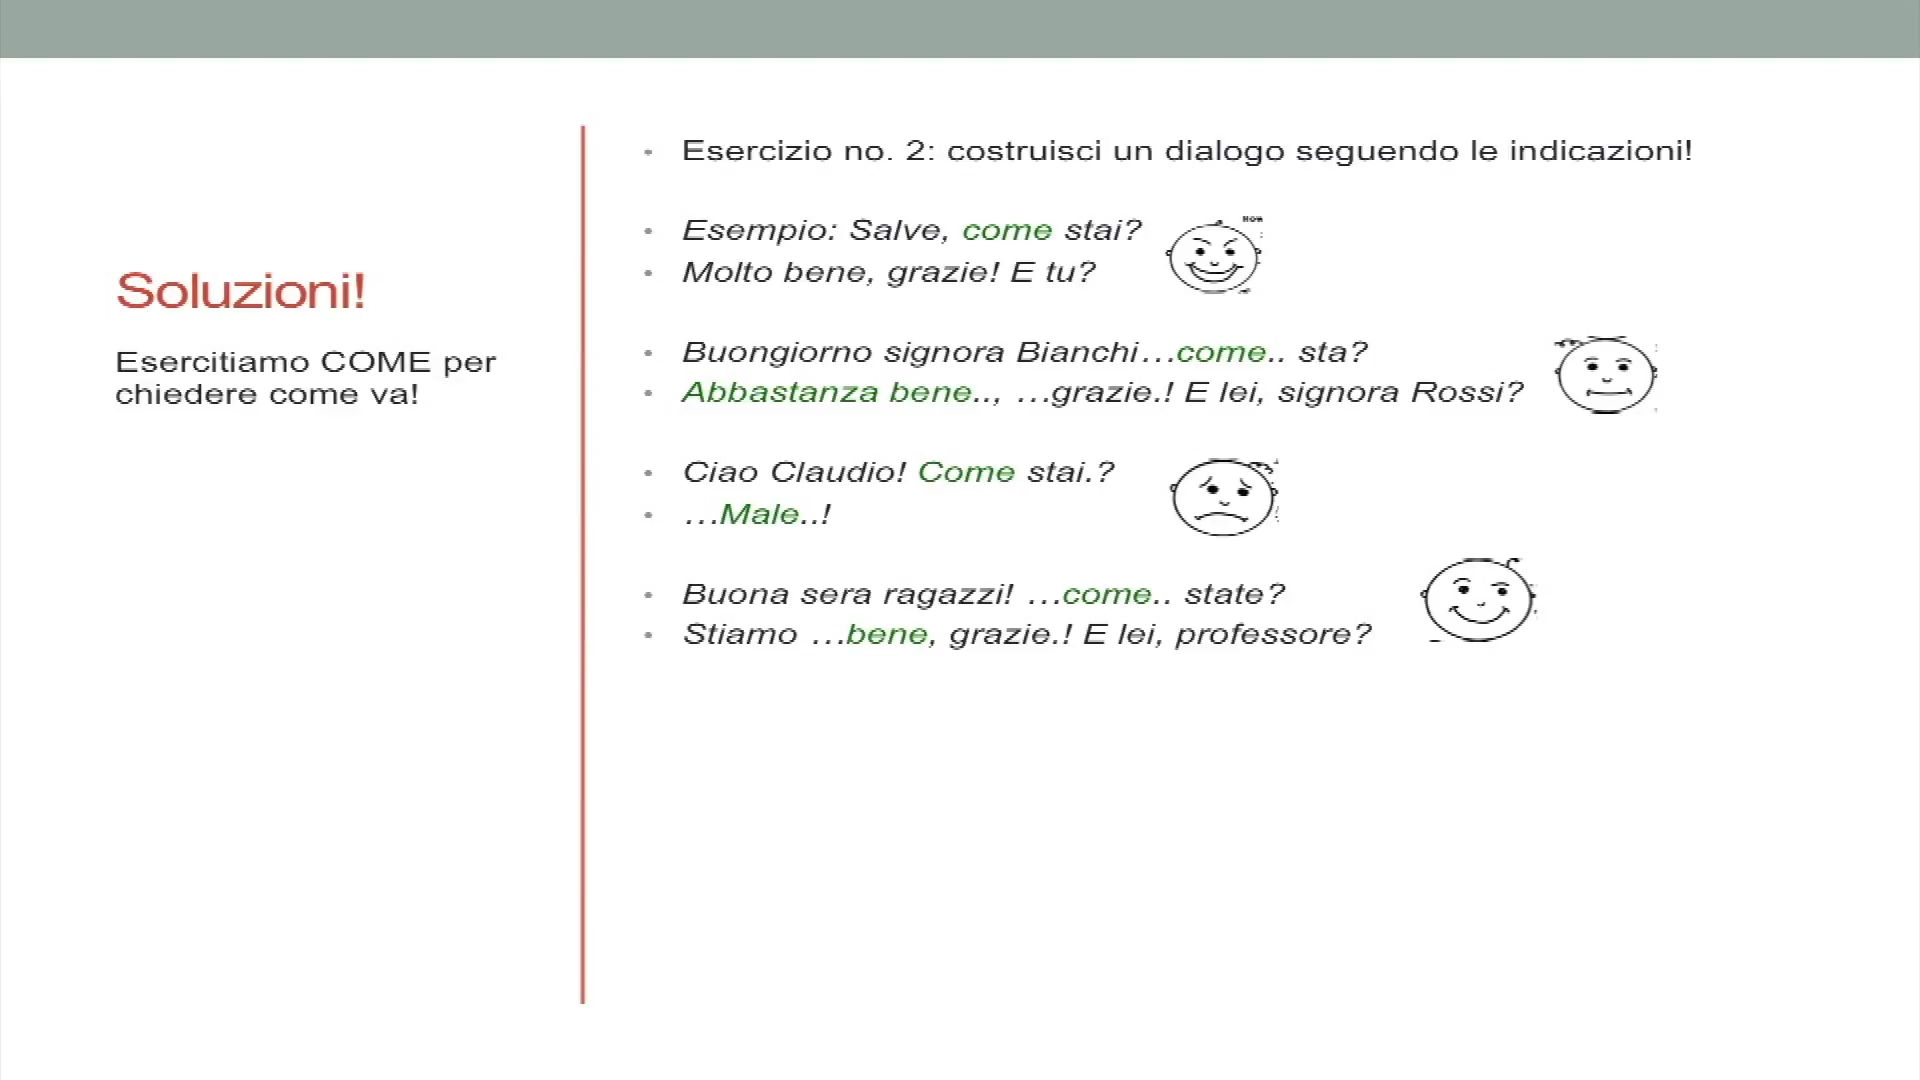 Soluzioni!
Esercitiamo COME per
chiedere come va!
• Esercizio no. 2: costruisci un dialogo seguendo le indicazioni!
• Esempio: Salve, come stai?
• Molto bene, grazie! E tu?
• Buongiorno signora Bianchi…come.. sta?
• Abbastanza bene.., …grazie.! E lei, signora Rossi?
• Ciao Claudio! Come stai.?
• …Male..!
• Buona sera ragazzi! …come.. state?
• Stiamo …bene, grazie.! E lei, professore?